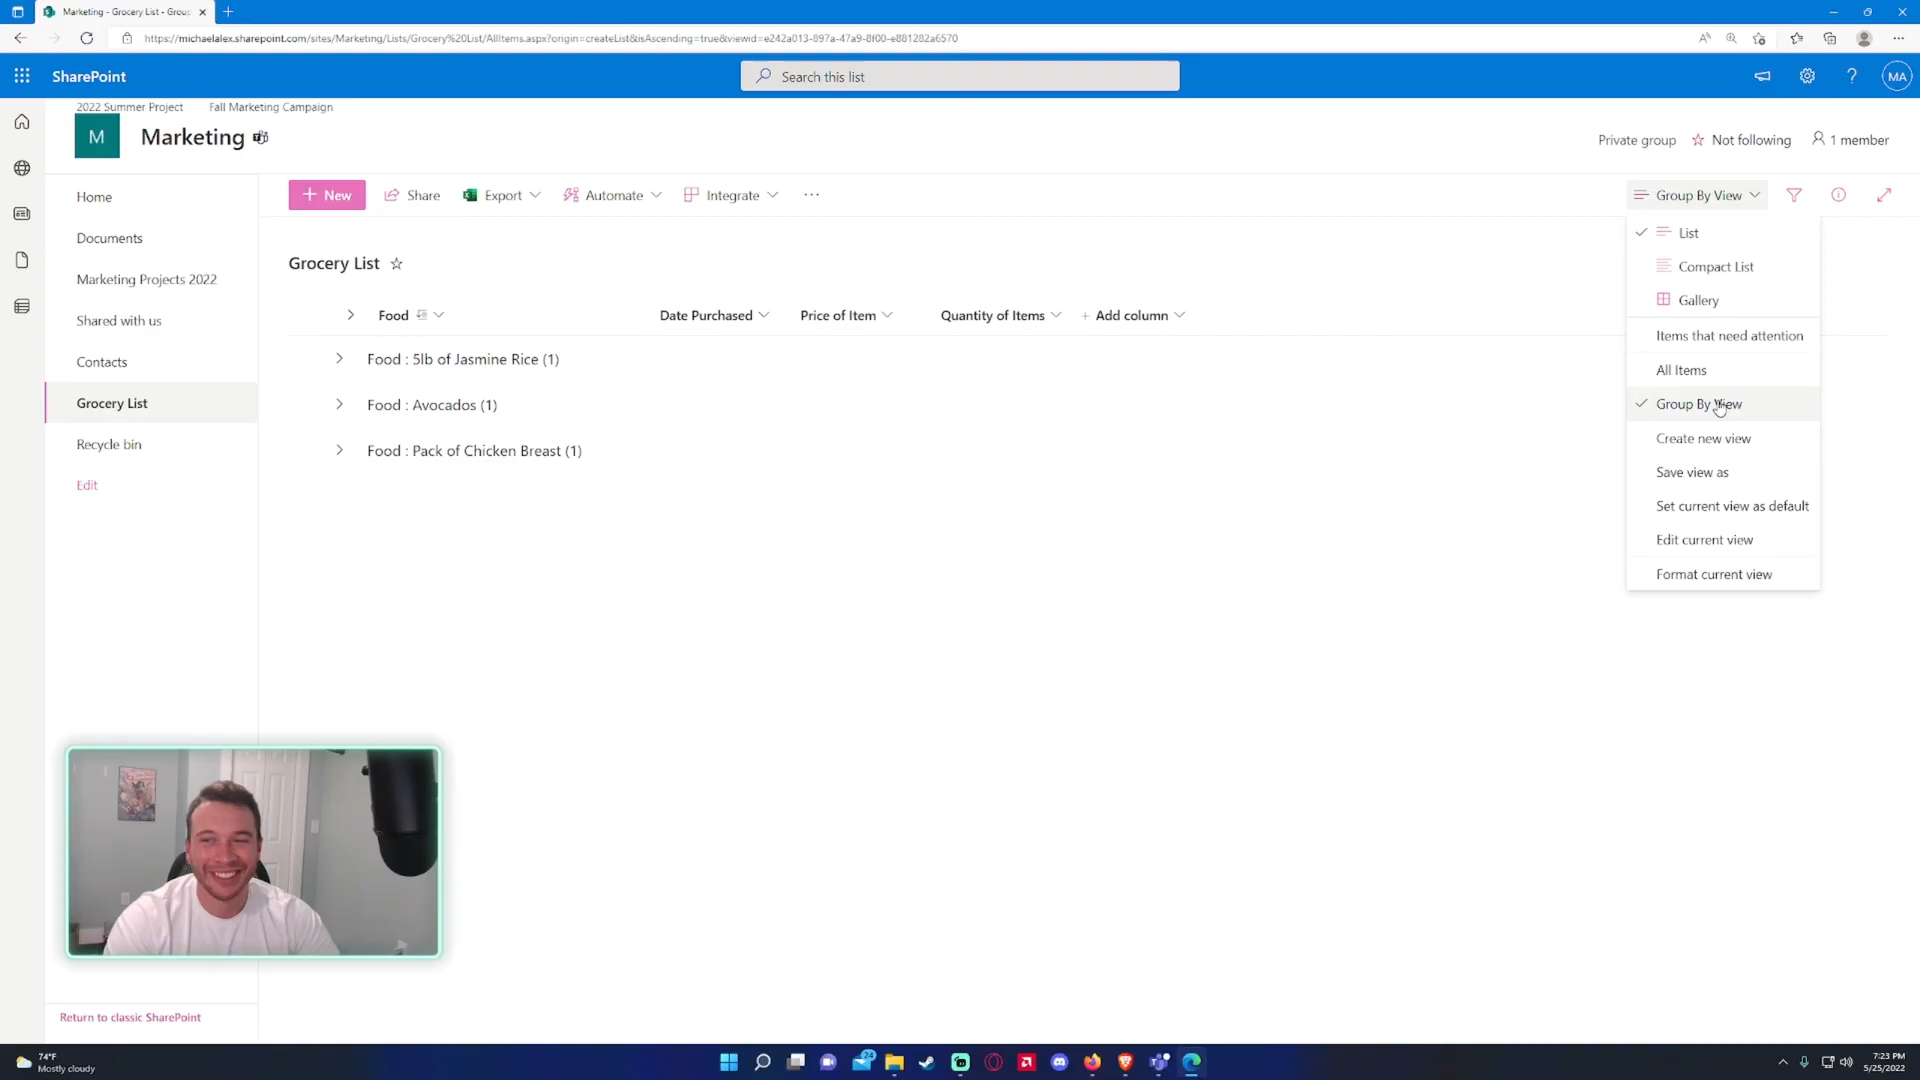 Marketing - Grocery List - Group
https://michaelalex.sharepoint.com/sites/Marketing/Lists/Grocery%20List/AllItems.aspx?origin=createList&isAscending=true&viewid=e242a013-897a-47a9-8f00-e881282a6570
SharePoint
Search this list
MA
2022 Summer Project
Fall Marketing Campaign
M
Marketing
Private group
Not following
1 member
Home
Documents
Marketing Projects 2022
Shared with us
Contacts
Grocery List
Recycle bin
Edit
Return to classic SharePoint
New
Share
Export
Automate
Integrate
Group By View
Grocery List
Food
Date Purchased
Price of Item
Quantity of Items
Add column
Food : 5lb of Jasmine Rice (1)
Food : Avocados (1)
Food : Pack of Chicken Breast (1)
List
Compact List
Gallery
Items that need attention
All Items
Group By View
Create new view
Save view as
Set current view as default
Edit current view
Format current view
74°F
Mostly cloudy
24
7:23 PM
5/25/2022